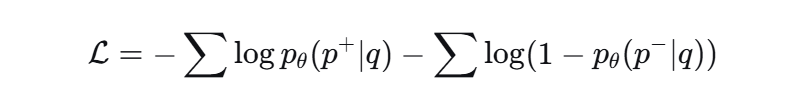 ℒ = − ∑ log p_θ(p⁺|q) − ∑ log(1 − p_θ(p⁻|q))